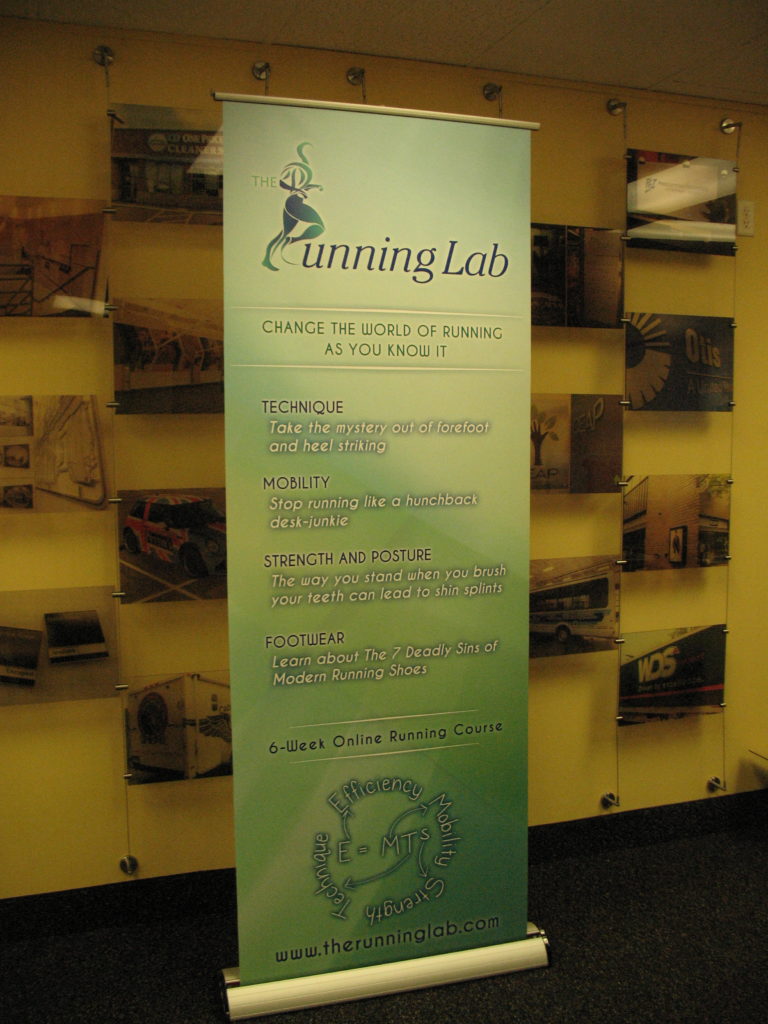 CLEANERS
THE
Running Lab
CHANGE THE WORLD OF RUNNING
AS YOU KNOW IT
TECHNIQUE
Take the mystery out of forefoot
and heel striking
MOBILITY
Stop running like a hunchback
desk-junkie
STRENGTH AND POSTURE
The way you stand when you brush
your teeth can lead to shin splints
FOOTWEAR
Learn about The 7 Deadly Sins of
Modern Running Shoes
6-Week Online Running Course
Efficiency
Mobility
Technique
E = MTS
Strength
www.therunninglab.com
Otis
WDS